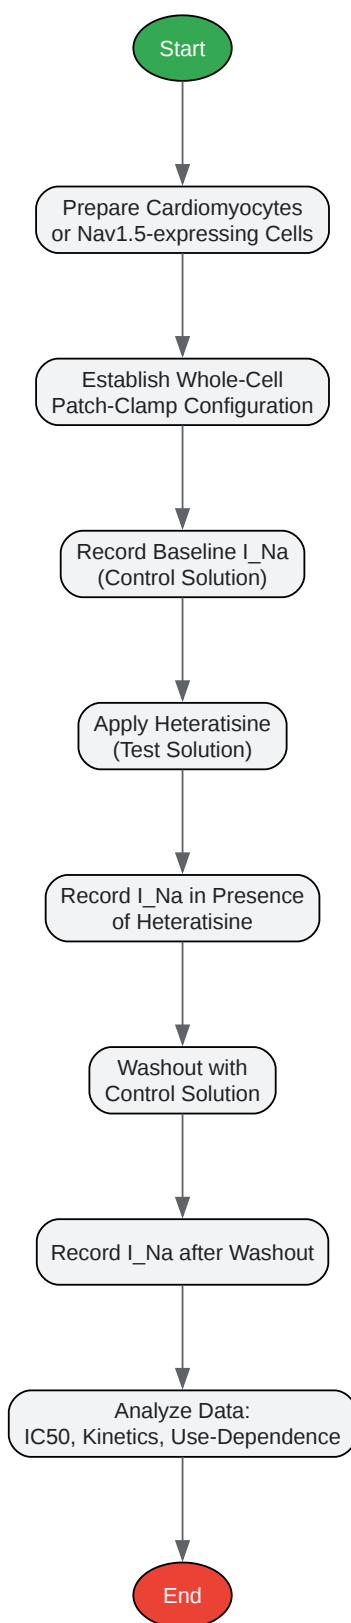 Start
Prepare Cardiomyocytes
or Nav1.5-expressing Cells
Establish Whole-Cell
Patch-Clamp Configuration
Record Baseline I_Na
(Control Solution)
Apply Heteratisine
(Test Solution)
Record I_Na in Presence
of Heteratisine
Washout with
Control Solution
Record I_Na after Washout
Analyze Data:
IC50, Kinetics, Use-Dependence
End